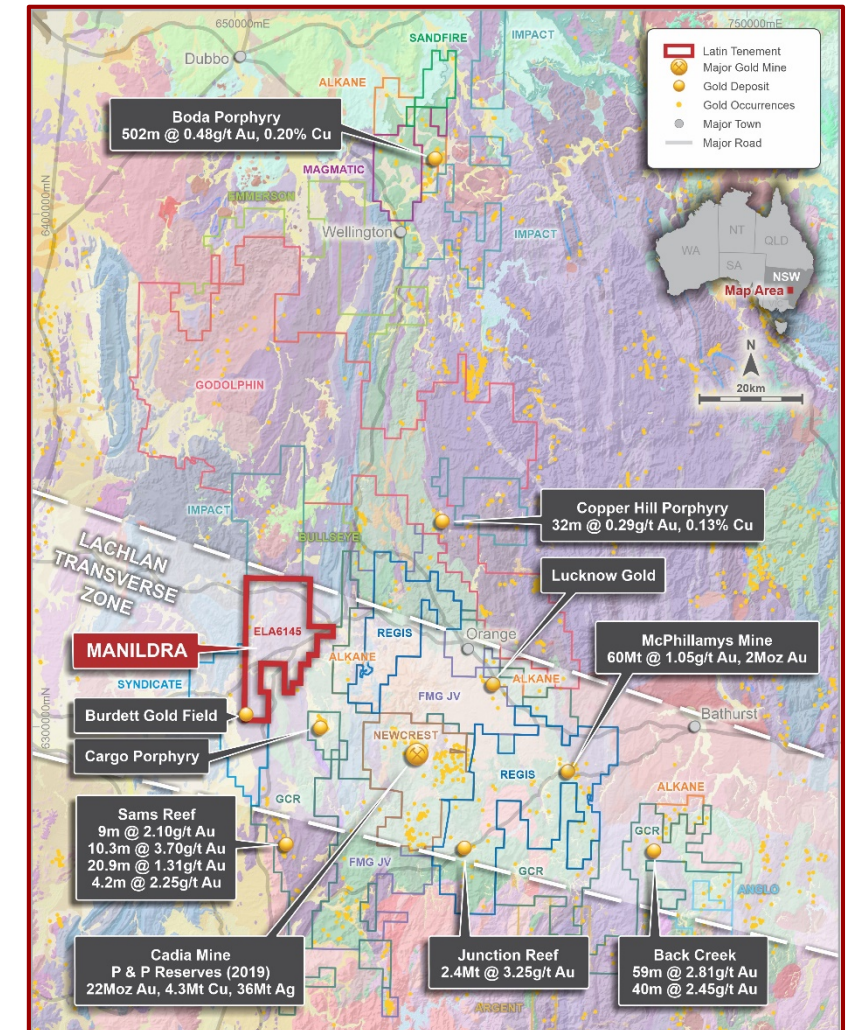 650000mE
750000mE
SANDFIRE
IMPACT
Dubbo
ALKANE
Latin Tenement
Major Gold Mine
Gold Deposit
Gold Occurrences
Major Town
Major Road
Boda Porphyry
502m @ 0.48g/t Au, 0.20% Cu
MAGMATIC
EMMERSON
6400000mN
Wellington
IMPACT
WA
NT
QLD
SA
NSW
Map Area
N
20km
GODOLPHIN
IMPACT
BULLSEYE
Copper Hill Porphyry
32m @ 0.29g/t Au, 0.13% Cu
LACHLAN
TRANSVERSE
ZONE
Lucknow Gold
ELA6145
REGIS
Orange
McPhillamys Mine
60Mt @ 1.05g/t Au, 2Moz Au
MANILDRA
ALKANE
ALKANE
SYNDICATE
FMG JV
Burdett Gold Field
Bathurst
6300000mN
NEWCREST
Cargo Porphyry
REGIS
ALKANE
GCR
Sams Reef
9m @ 2.10g/t Au
10.3m @ 3.70g/t Au
20.9m @ 1.31g/t Au
4.2m @ 2.25g/t Au
GCR
FMG JV
GCR
ANGLO
Cadia Mine
P & P Reserves (2019)
22Moz Au, 4.3Mt Cu, 36Mt Ag
Junction Reef
2.4Mt @ 3.25g/t Au
Back Creek
59m @ 2.81g/t Au
40m @ 2.45g/t Au
ARGENT